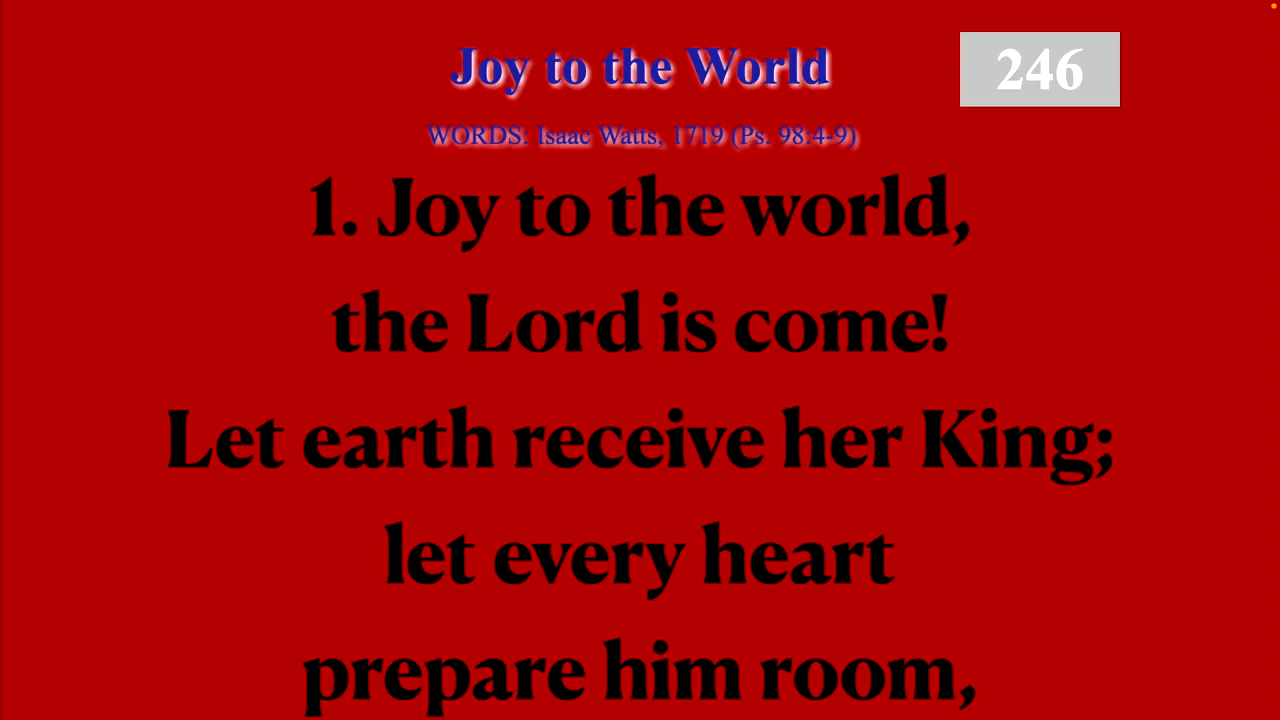 Joy to the World
246
WORDS: Isaac Watts, 1719 (Ps. 98:4-9)
1. Joy to the world,
the Lord is come!
Let earth receive her King;
let every heart
prepare him room,